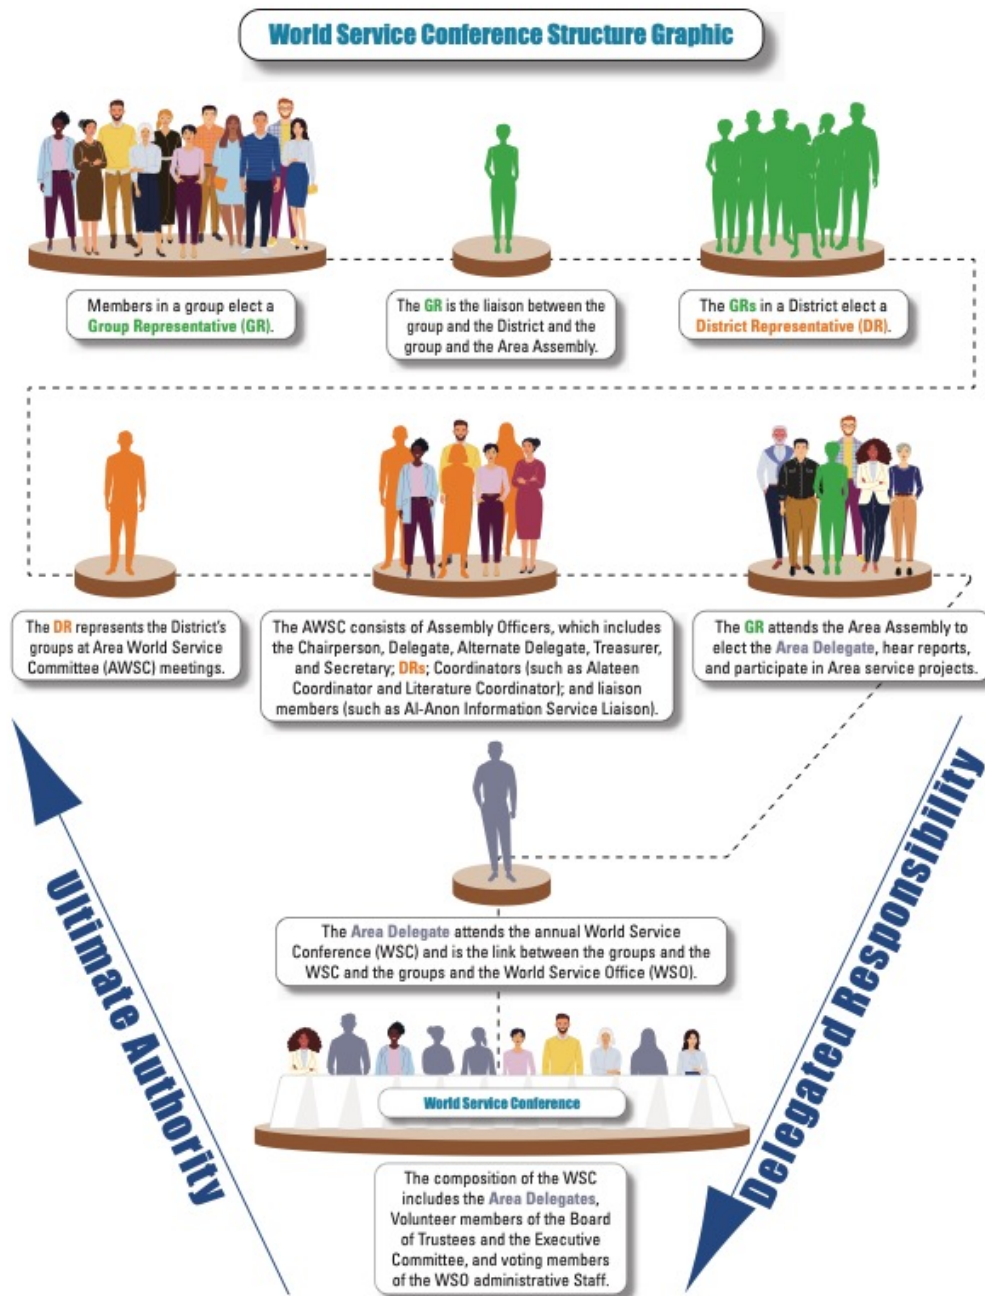 World Service Conference Structure Graphic
Members in a group elect a
Group Representative (GR).
The GR is the liaison between the
group and the District and the
group and the Area Assembly.
The GRs in a District elect a
District Representative (DR).
The DR represents the District's
groups at Area World Service
Committee (AWSC) meetings.
The AWSC consists of Assembly Officers, which includes
the Chairperson, Delegate, Alternate Delegate, Treasurer,
and Secretary; DRs; Coordinators (such as Alateen
Coordinator and Literature Coordinator); and liaison
members (such as Al-Anon Information Service Liaison).
The GR attends the Area Assembly to
elect the Area Delegate, hear reports,
and participate in Area service projects.
Ultimate Authority
Delegated Responsibility
The Area Delegate attends the annual World Service
Conference (WSC) and is the link between the groups and the
WSC and the groups and the World Service Office (WSO).
World Service Conference
The composition of the WSC
includes the Area Delegates,
Volunteer members of the Board
of Trustees and the Executive
Committee, and voting members
of the WSO administrative Staff.